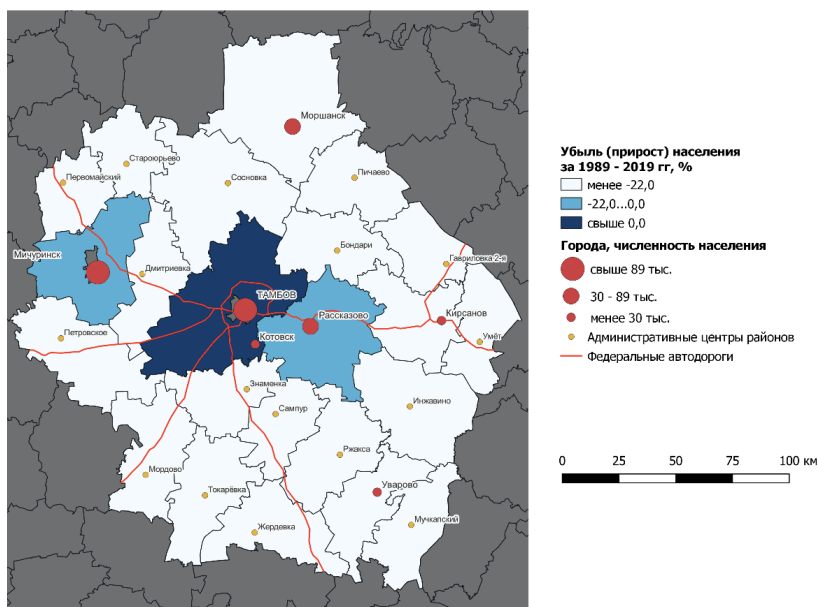 Моршанск
Староюрьево
Первомайский
Сосновка
Пичаево
Мичуринск
Бондари
Гавриловка-2-я
Дмитриевка
ТАМБОВ
Рассказово
Кирсанов
Петровское
Котовск
Умёт
Знаменка
Инжавино
Сампур
Ржакса
Мордово
Токарёвка
Уварово
Жердевка
Мучкапский
Убыль (прирост) населения
за 1989 - 2019 гг, %
менее -22,0
-22,0...0,0
свыше 0,0
Города, численность населения
свыше 89 тыс.
30 - 89 тыс.
менее 30 тыс.
Административные центры районов
Федеральные автодороги
0 25 50 75 100 км